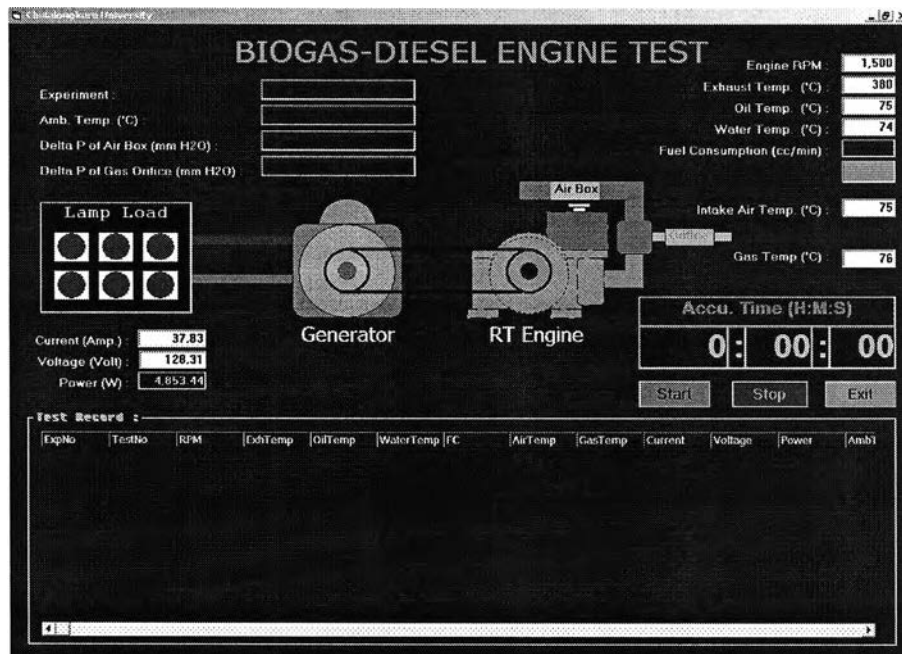 Chulalongkorn University
BIOGAS-DIESEL ENGINE TEST
Experiment :
Amb. Temp. (°C) :
Delta P of Air Box (mm H2O) :
Delta P of Gas Orifice (mm H2O)
Engine RPM : 1,500
Exhaust Temp. (°C) : 380
Oil Temp. (°C) : 75
Water Temp. (°C) : 74
Fuel Consumption (cc/min) :
Intake Air Temp. (°C) : 75
Gas Temp (°C) : 76
Lamp Load
Air Box
Orifice
Generator
RT Engine
Current (Amp.) : 37.83
Voltage (Volt) : 128.31
Power (W) : 4,853.44
Accu. Time (H:M:S)
0 : 00 : 00
Start Stop Exit
Test Record :
ExpNo TestNo RPM ExhTemp OilTemp WaterTemp FC AirTemp GasTemp Current Voltage Power AmbT